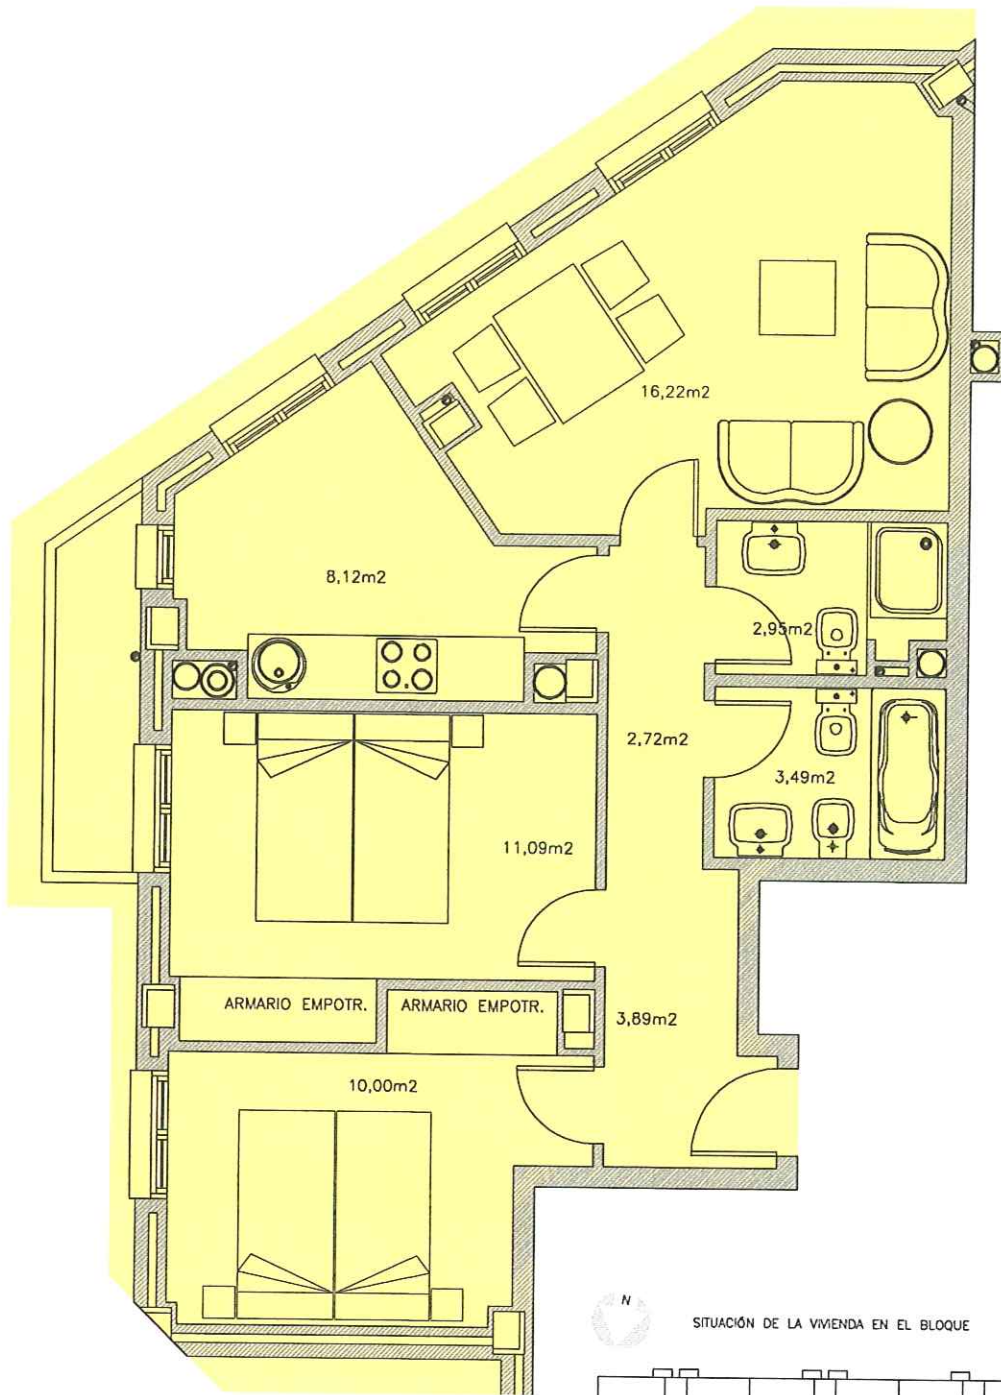 16,22m2
8,12m2
2,95m2
2,72m2
3,49m2
11,09m2
ARMARIO EMPOTR. ARMARIO EMPOTR.
3,89m2
10,00m2
N
SITUACIÓN DE LA VIVIENDA EN EL BLOQUE